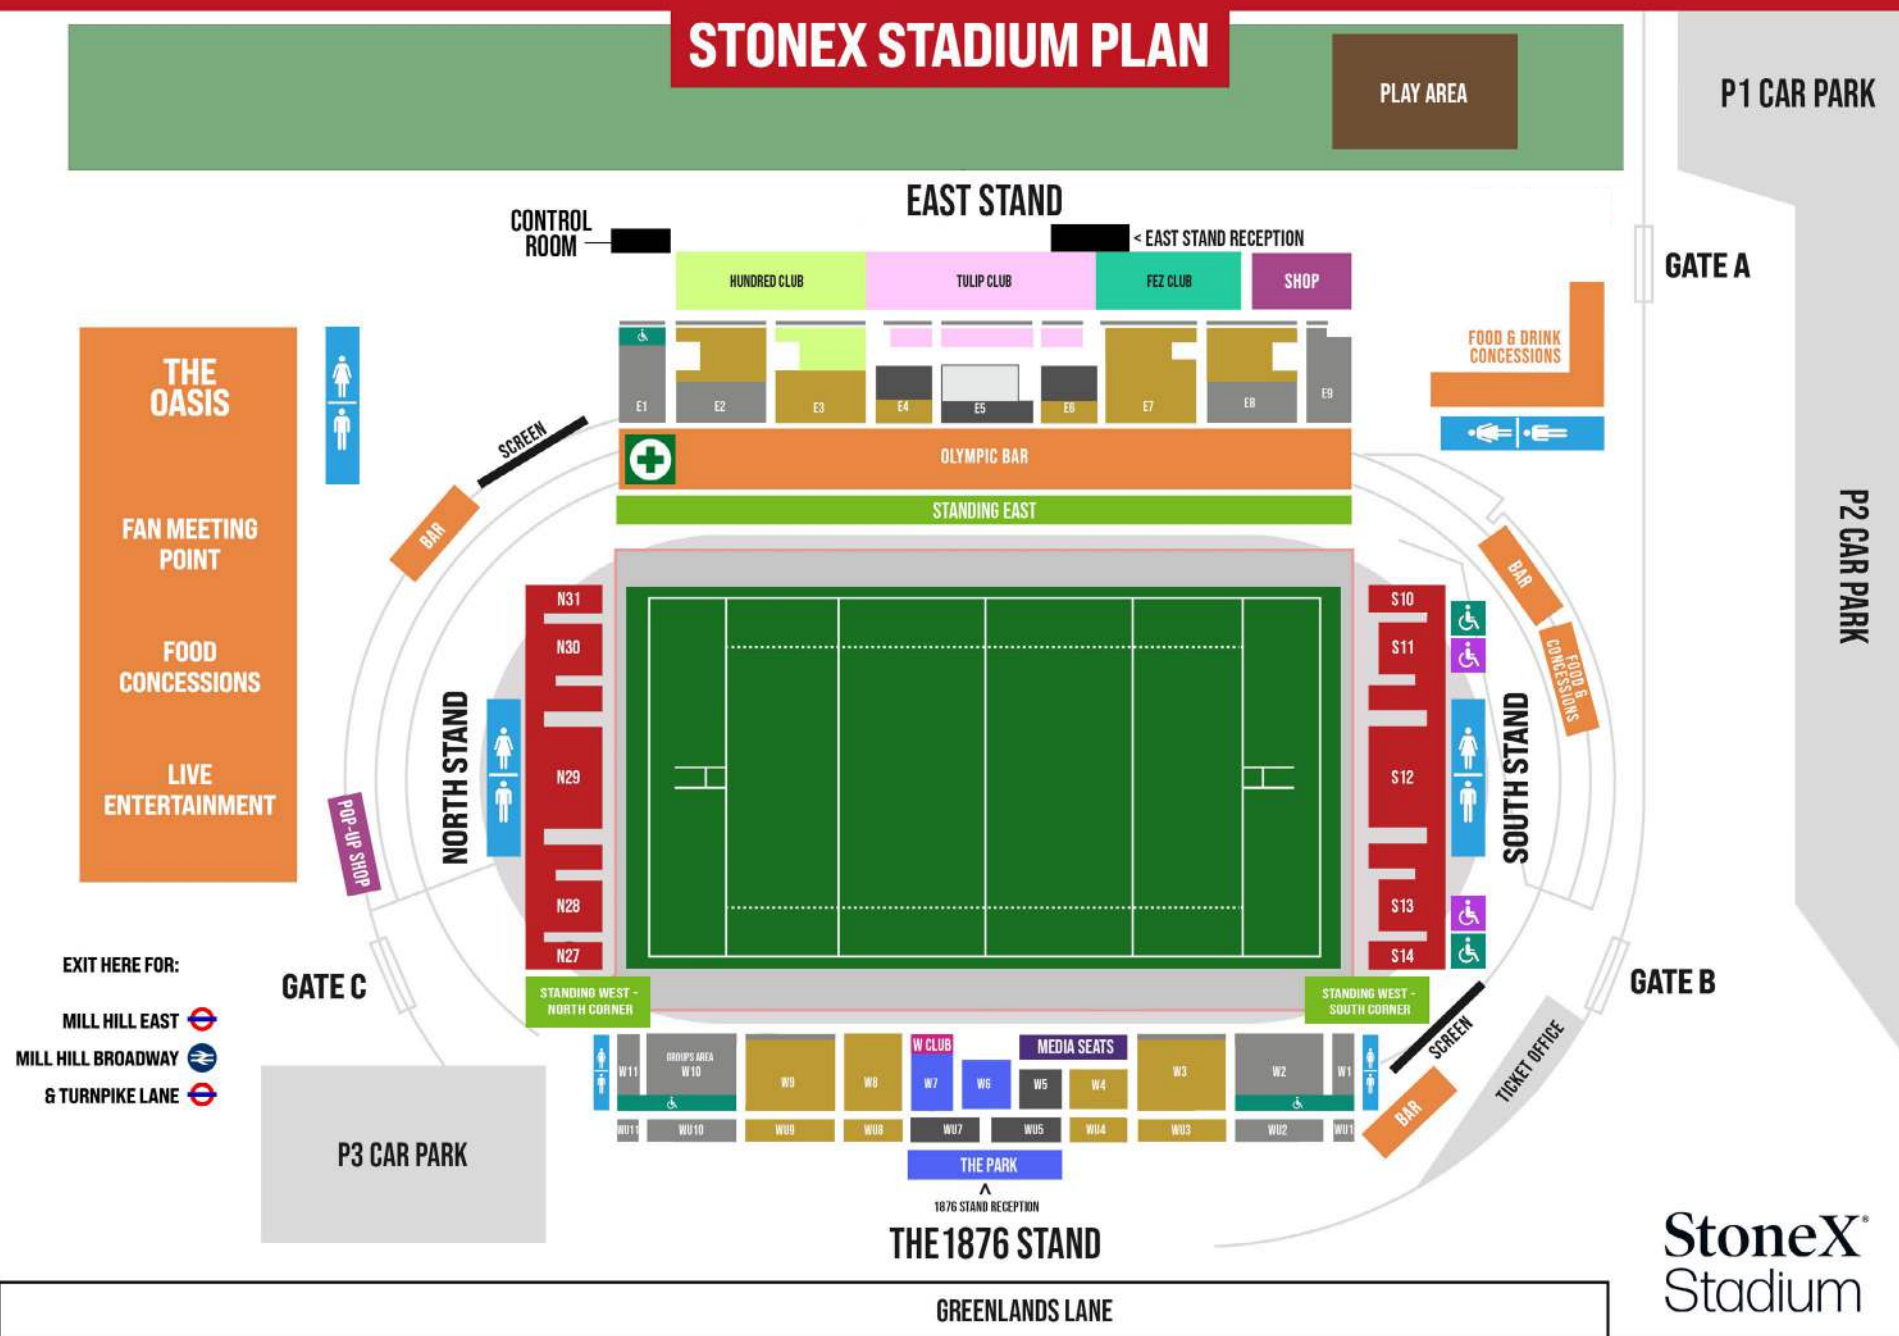 STONEX STADIUM PLAN
PLAY AREA
P1 CAR PARK
EAST STAND
CONTROL
ROOM
< EAST STAND RECEPTION
GATE A
HUNDRED CLUB
TULIP CLUB
FEZ CLUB
SHOP
FOOD & DRINK
CONCESSIONS
THE
OASIS
FAN MEETING
POINT
FOOD
CONCESSIONS
LIVE
ENTERTAINMENT
E1
E2
E3
E4
E5
E6
E7
E8
E9
SCREEN
BAR
OLYMPIC BAR
STANDING EAST
BAR
FOOD &
CONCESSIONS
P2 CAR PARK
N31
N30
N29
N28
N27
NORTH STAND
S10
S11
S12
S13
S14
SOUTH STAND
POP-UP SHOP
GATE C
GATE B
EXIT HERE FOR:
MILL HILL EAST
MILL HILL BROADWAY
& TURNPIKE LANE
STANDING WEST -
NORTH CORNER
STANDING WEST -
SOUTH CORNER
SCREEN
BAR
TICKET OFFICE
W11
GROUPS AREA
W10
W9
W8
W CLUB
W7
W6
MEDIA SEATS
W5
W4
W3
W2
W1
WU11
WU10
WU9
WU8
WU7
WU5
WU4
WU3
WU2
WU1
P3 CAR PARK
THE PARK
1876 STAND RECEPTION
THE 1876 STAND
GREENLANDS LANE
StoneX®
Stadium